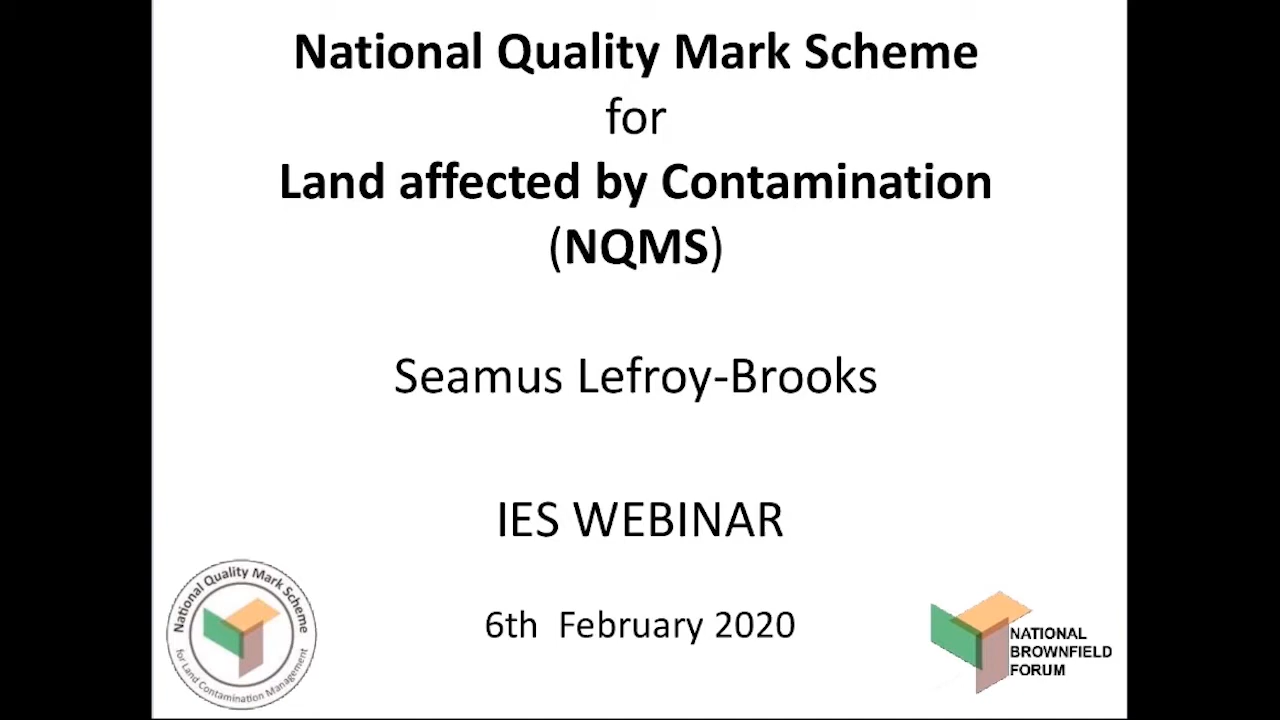 National Quality Mark Scheme
for
Land affected by Contamination
(NQMS)
Seamus Lefroy-Brooks
IES WEBINAR
6th February 2020
National Quality Mark Scheme
for Land Contamination Management
NATIONAL
BROWNFIELD
FORUM